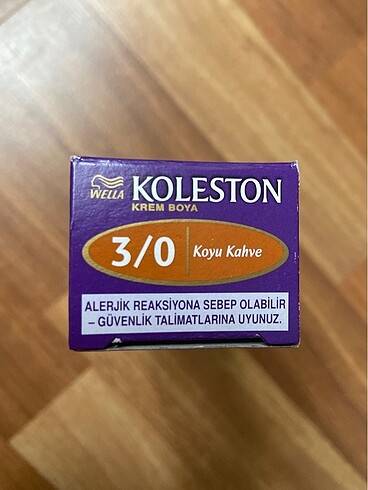 WELLA KOLESTON
KREM BOYA
3/0 Koyu Kahve
ALERJİK REAKSİYONA SEBEP OLABİLİR
– GÜVENLİK TALİMATLARINA UYUNUZ.